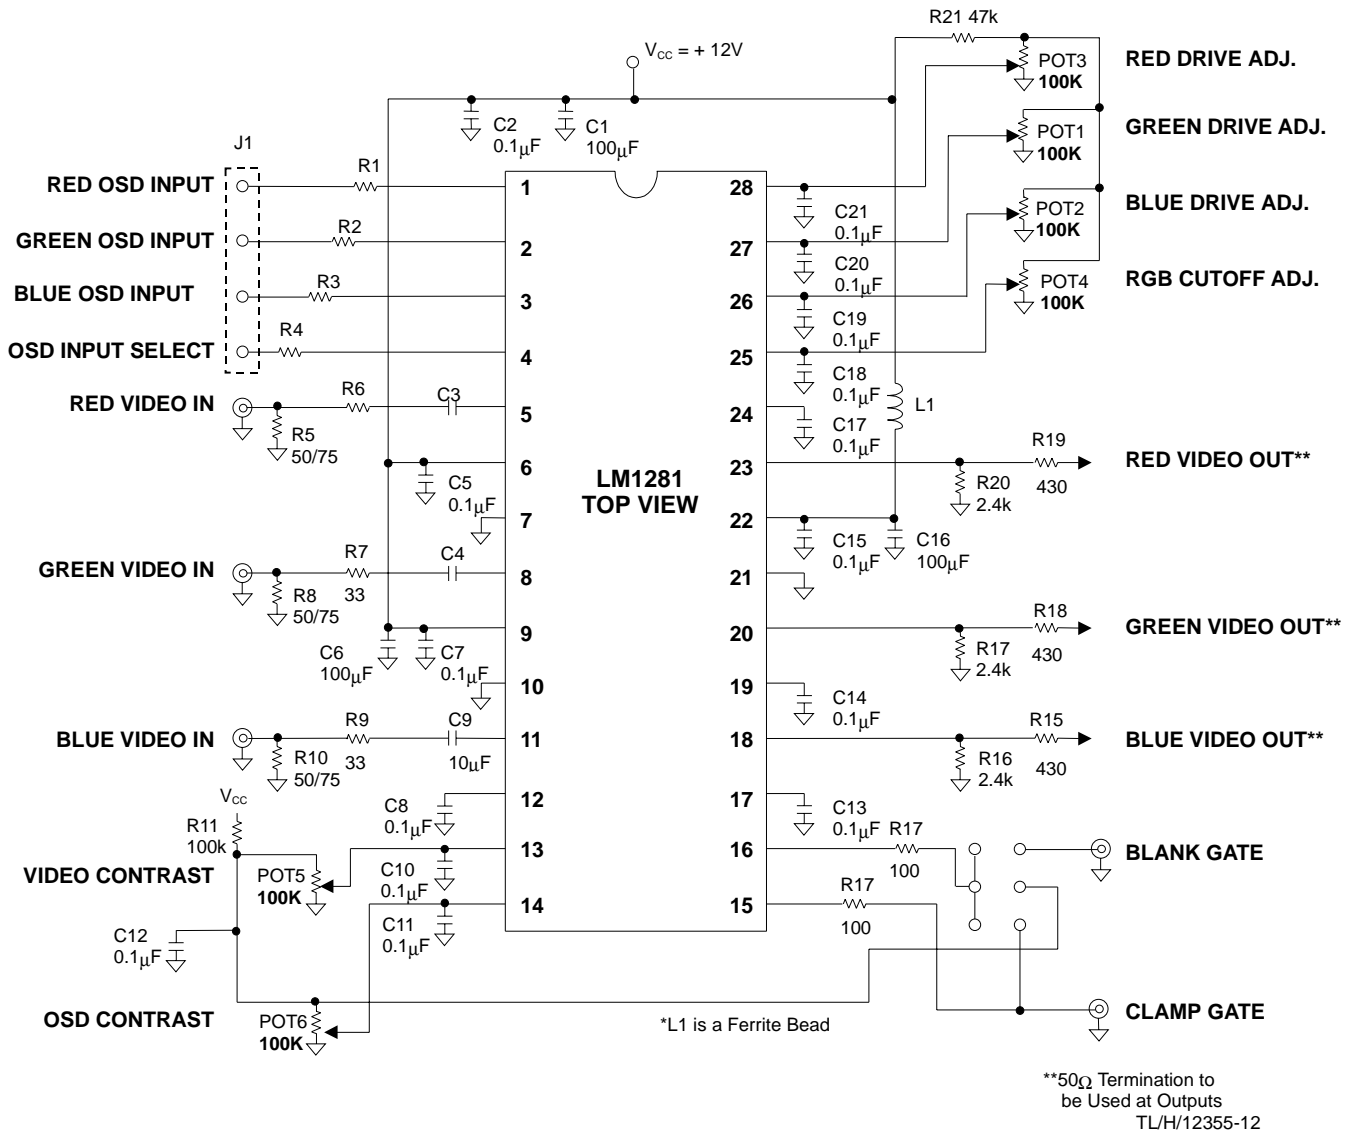 R21 47k
V_CC = + 12V
POT3
100K
RED DRIVE ADJ.
C2
0.1μF
C1
100μF
POT1
100K
GREEN DRIVE ADJ.
J1
RED OSD INPUT
R1
1
28
C21
0.1μF
POT2
100K
BLUE DRIVE ADJ.
GREEN OSD INPUT
R2
2
27
C20
0.1μF
POT4
100K
RGB CUTOFF ADJ.
BLUE OSD INPUT
R3
3
26
C19
0.1μF
OSD INPUT SELECT
R4
4
25
C18
0.1μF
RED VIDEO IN
R6
C3
R5
50/75
5
24
C17
0.1μF
L1
LM1281
TOP VIEW
C5
0.1μF
6
23
R20
2.4k
R19
430
RED VIDEO OUT**
7
22
C15
0.1μF
C16
100μF
GREEN VIDEO IN
R7
33
C4
R8
50/75
8
21
C6
100μF
C7
0.1μF
9
20
R17
2.4k
R18
430
GREEN VIDEO OUT**
10
19
C14
0.1μF
BLUE VIDEO IN
R9
33
C9
10μF
R10
50/75
11
18
R16
2.4k
R15
430
BLUE VIDEO OUT**
V_CC
R11
100k
C8
0.1μF
12
17
C13
0.1μF
VIDEO CONTRAST
POT5
100K
C10
0.1μF
13
16
R17
100
BLANK GATE
C11
0.1μF
14
15
R17
100
C12
0.1μF
OSD CONTRAST
POT6
100K
*L1 is a Ferrite Bead
CLAMP GATE
**50Ω Termination to
be Used at Outputs
TL/H/12355-12